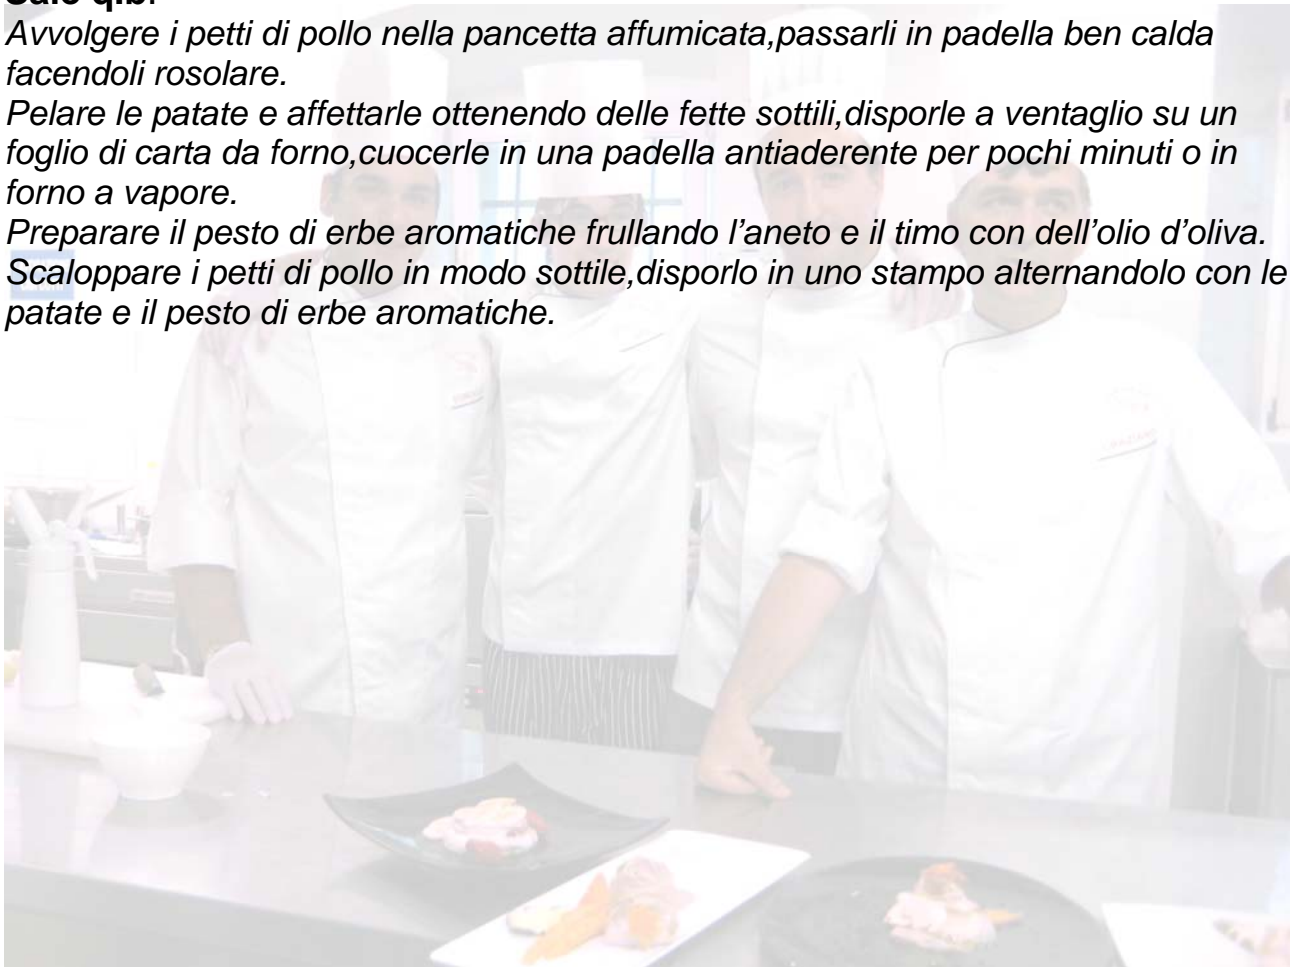 Sale q.b.
Avvolgere i petti di pollo nella pancetta affumicata,passarli in padella ben calda
facendoli rosolare.
Pelare le patate e affettarle ottenendo delle fette sottili,disporle a ventaglio su un
foglio di carta da forno,cuocerle in una padella antiaderente per pochi minuti o in
forno a vapore.
Preparare il pesto di erbe aromatiche frullando l’aneto e il timo con dell’olio d’oliva.
Scaloppare i petti di pollo in modo sottile,disporlo in uno stampo alternandolo con le
patate e il pesto di erbe aromatiche.